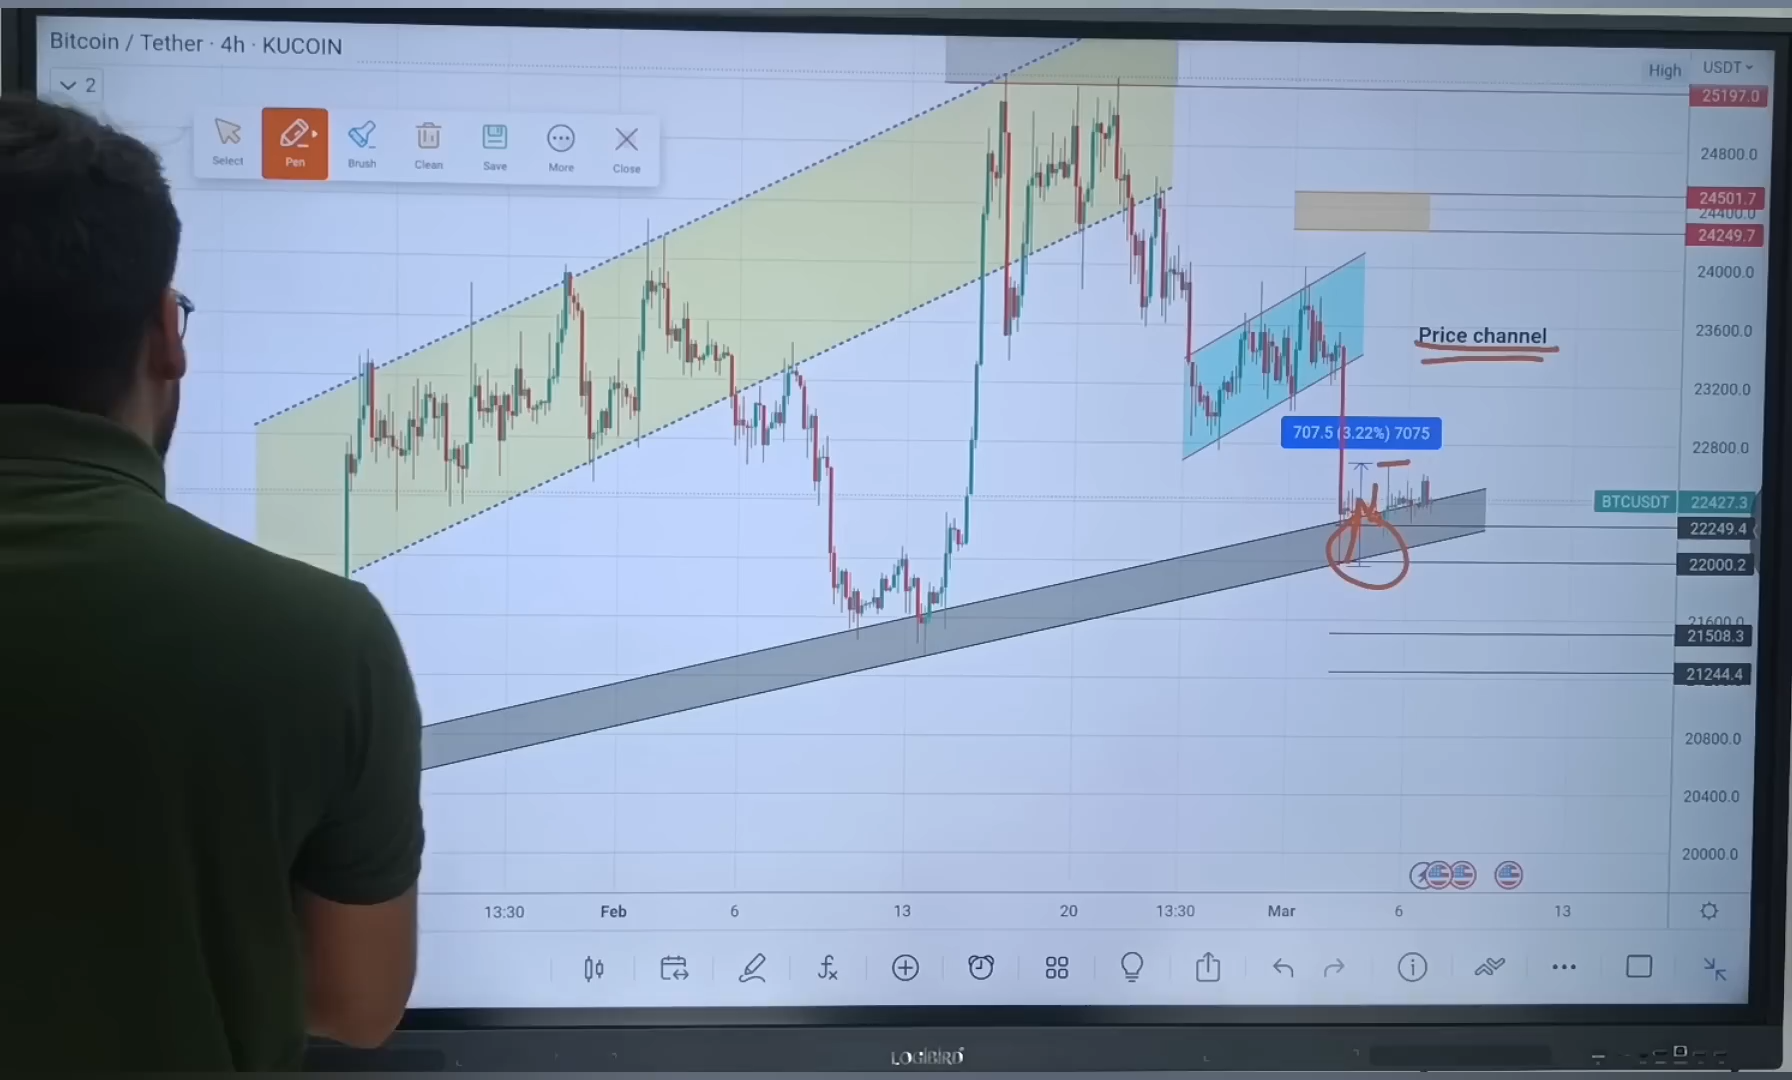 Bitcoin / Tether · 4h · KUCOIN
2
High
USDT
Select
Pen
Brush
Clean
Save
More
Close
25197.0
24800.0
24501.7
24400.0
24249.7
24000.0
Price channel
23600.0
23200.0
707.5 (3.22%) 7075
22800.0
BTCUSDT 22427.3
22249.4
22000.2
21600.0
21508.3
21244.4
20800.0
20400.0
20000.0
13:30 Feb 6 13 20 13:30 Mar 6 13
LOGIBIRD